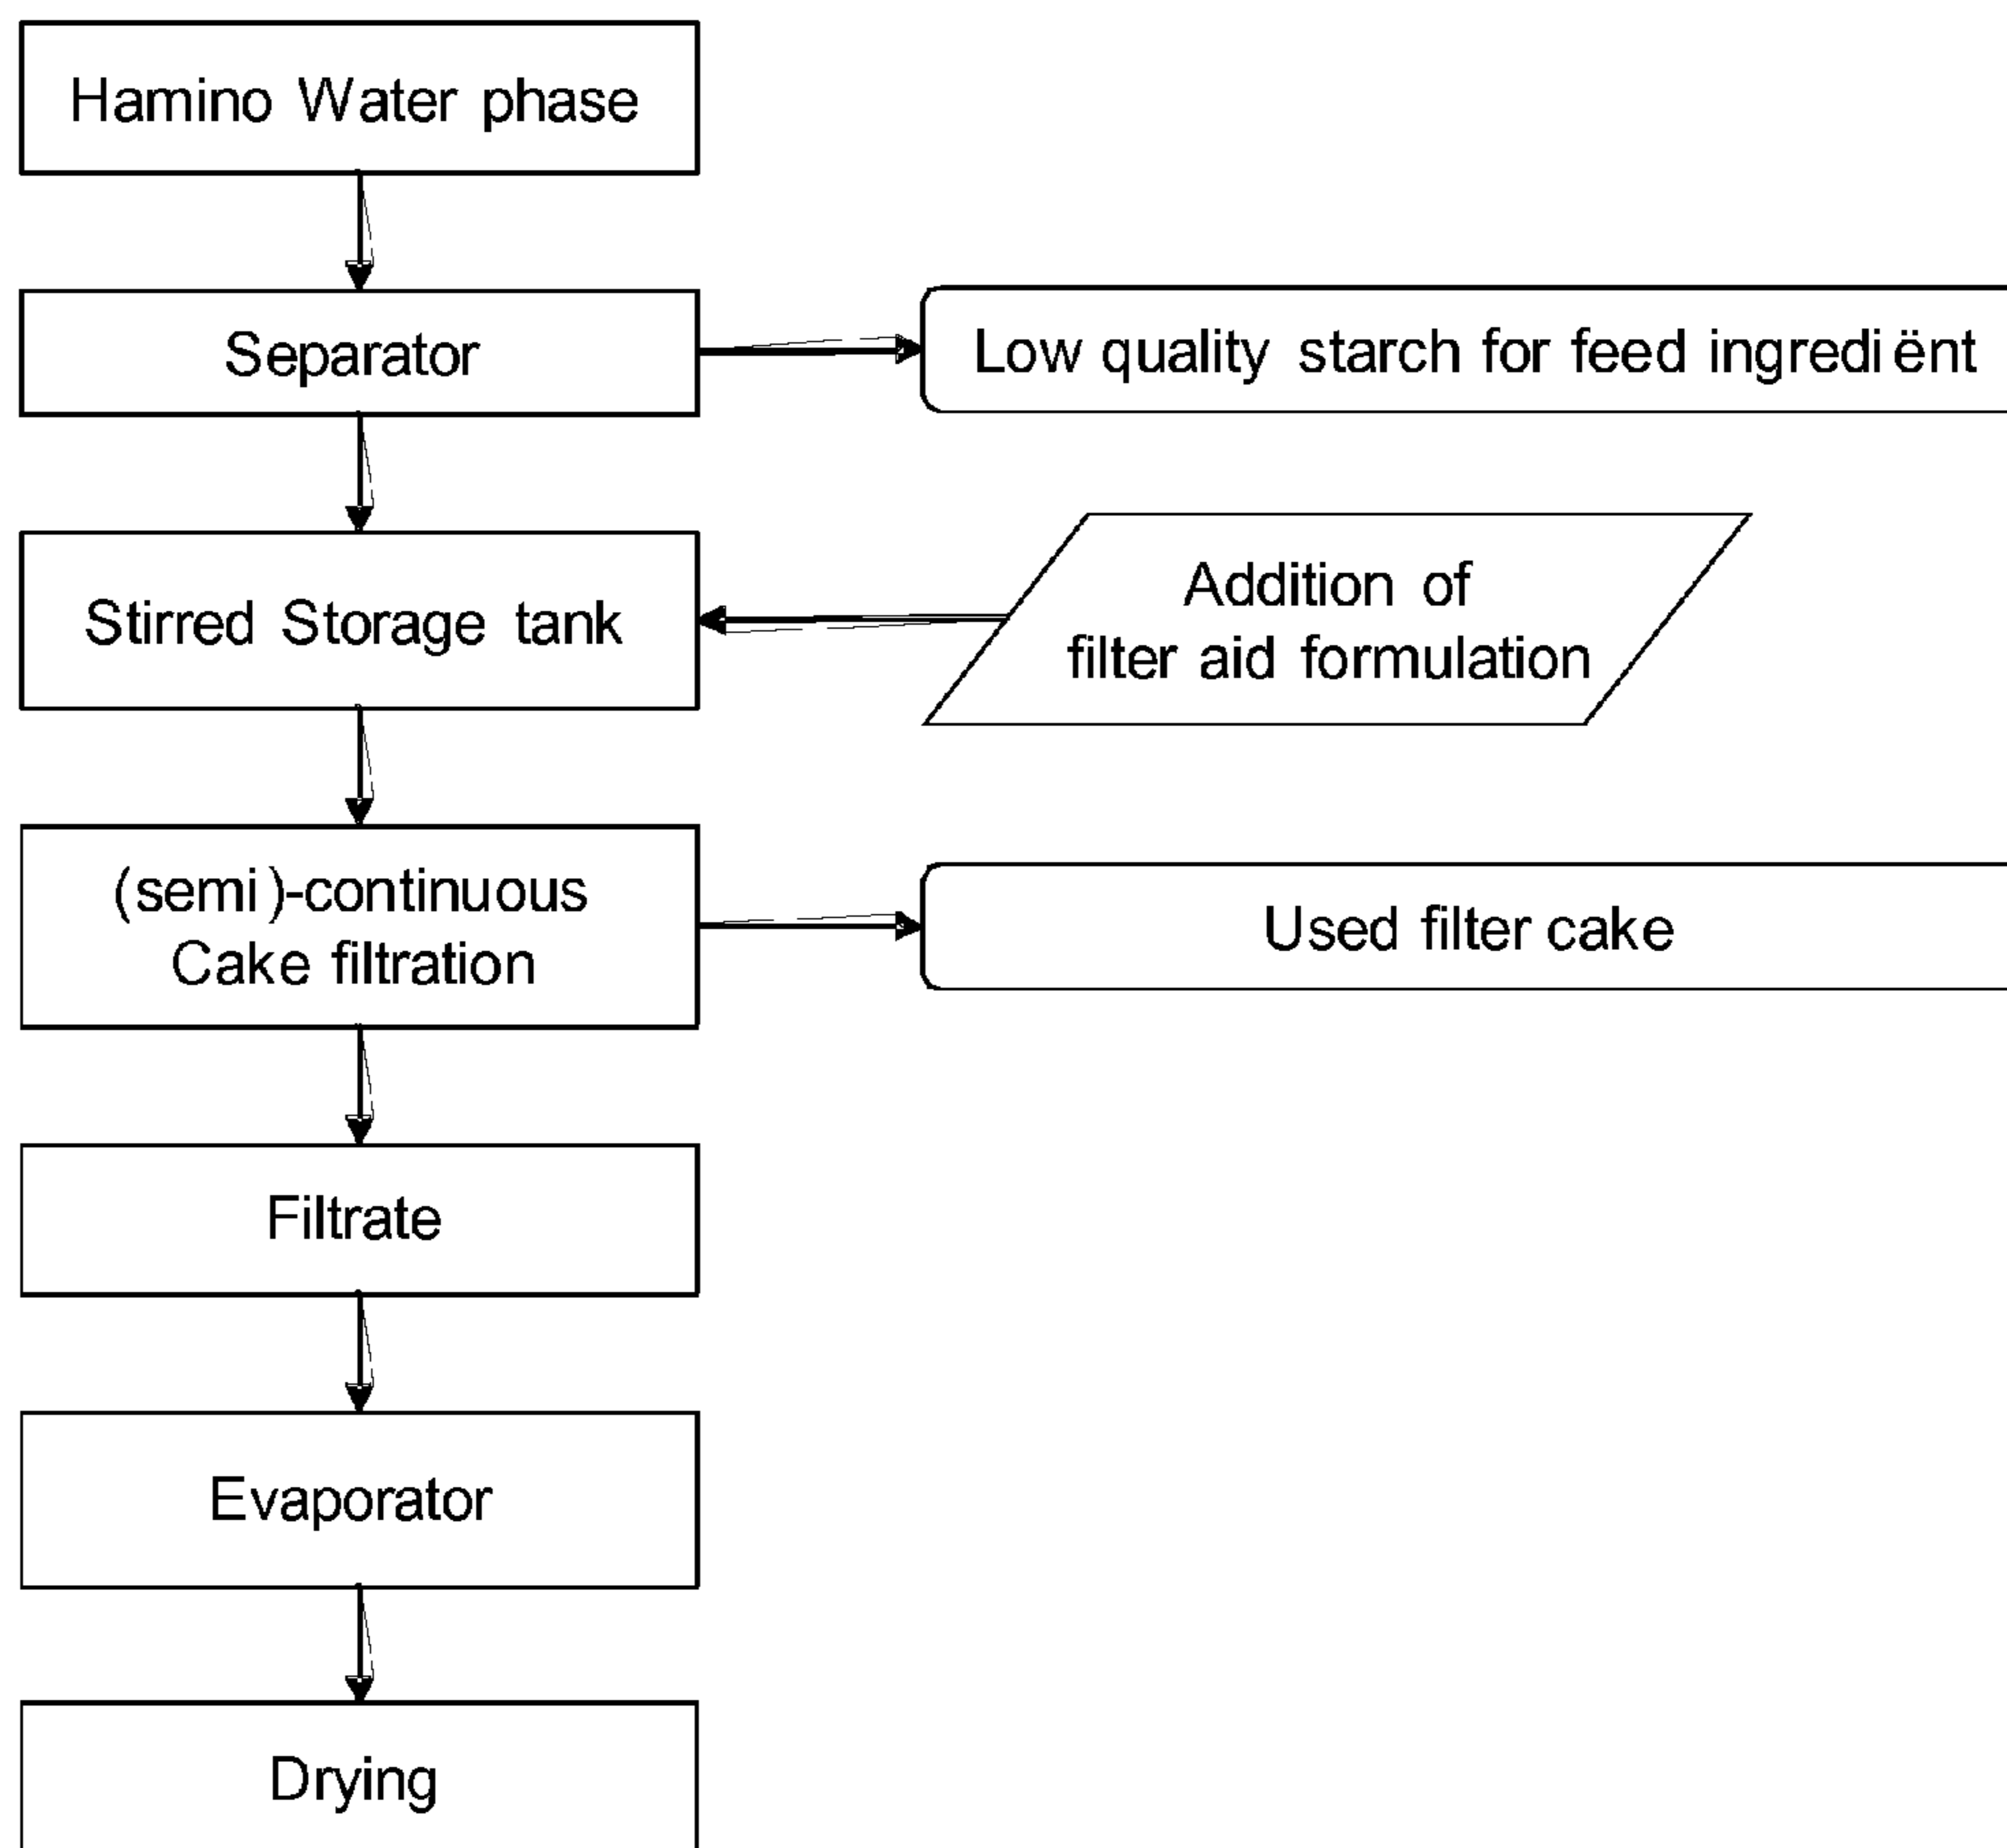 Hamino Water phase
Separator
Low quality starch for feed ingrediënt
Stirred Storage tank
Addition of
filter aid formulation
(semi)-continuous
Cake filtration
Used filter cake
Filtrate
Evaporator
Drying